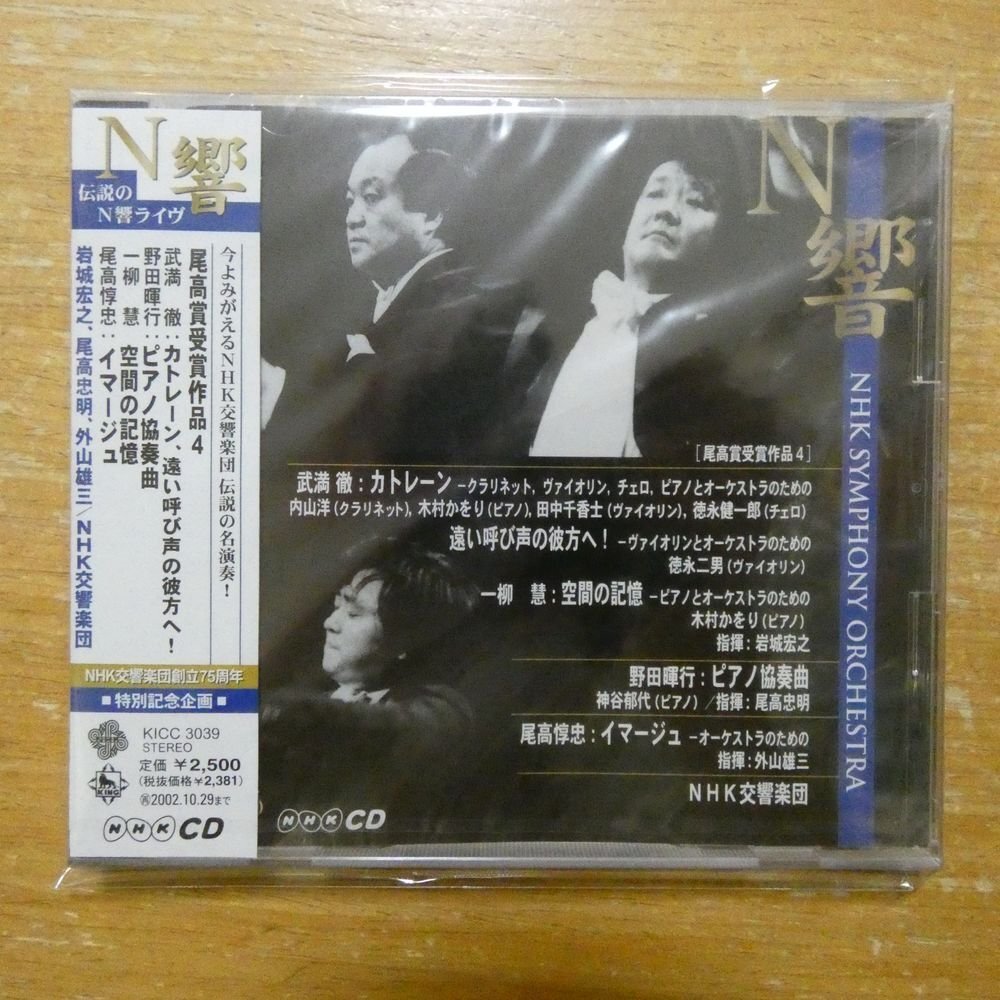 N響
伝説の
N響ライヴ
今よみがえるNHK交響楽団 伝説の名演奏！
尾高賞受賞作品4
武満 徹：カトレーン、遠い呼び声の彼方へ！
野田暉行：ピアノ協奏曲
一柳 慧：空間の記憶
尾高惇忠：イマージュ
岩城宏之、尾高忠明、外山雄三／NHK交響楽団
NHK交響楽団創立75周年
■ 特別記念企画 ■
KICC 3039
STEREO
定価 ￥2,500
(税抜価格￥2,381)
KING
㊢2002.10.29まで
NHK CD
N響
NHK SYMPHONY ORCHESTRA
［尾高賞受賞作品4］
武満 徹：カトレーン −クラリネット, ヴァイオリン, チェロ, ピアノとオーケストラのための
内山洋（クラリネット）, 木村かをり（ピアノ）, 田中千香士（ヴァイオリン）, 徳永健一郎（チェロ）
遠い呼び声の彼方へ！ −ヴァイオリンとオーケストラのための
徳永二男（ヴァイオリン）
一柳 慧：空間の記憶 −ピアノとオーケストラのための
木村かをり（ピアノ）
指揮：岩城宏之
野田暉行：ピアノ協奏曲
神谷郁代（ピアノ）／指揮：尾高忠明
尾高惇忠：イマージュ −オーケストラのための
指揮：外山雄三
NHK交響楽団
NHK CD